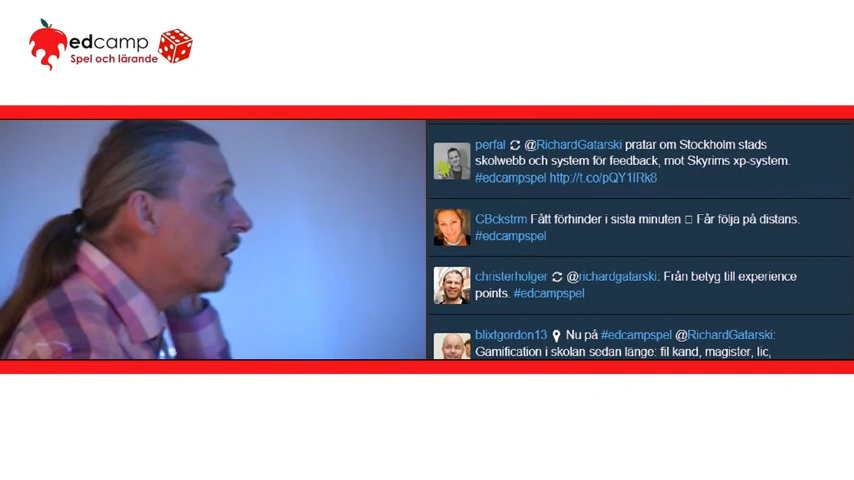 edcamp
Spel och lärande
perfal @RichardGatarski pratar om Stockholm stads
skolwebb och system för feedback, mot Skyrims xp-system.
#edcampspel http://t.co/pQY1IRk8
CBckstrm Fått förhinder i sista minuten Får följa på distans.
#edcampspel
christerholger @richardgatarski: Från betyg till experience
points. #edcampspel
blixtgordon13 Nu på #edcampspel @RichardGatarski:
Gamification i skolan sedan länge: fil kand, magister, lic,